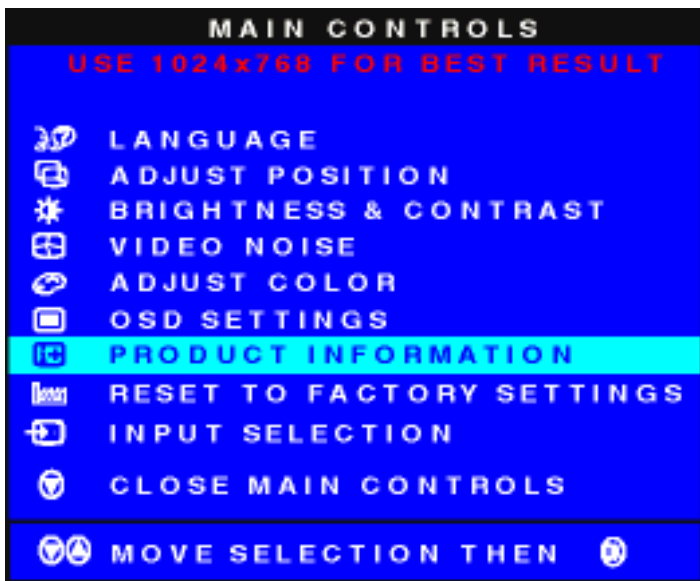 MAIN CONTROLS
USE 1024x768 FOR BEST RESULT
LANGUAGE
ADJUST POSITION
BRIGHTNESS & CONTRAST
VIDEO NOISE
ADJUST COLOR
OSD SETTINGS
PRODUCT INFORMATION
RESET TO FACTORY SETTINGS
INPUT SELECTION
CLOSE MAIN CONTROLS
MOVE SELECTION THEN